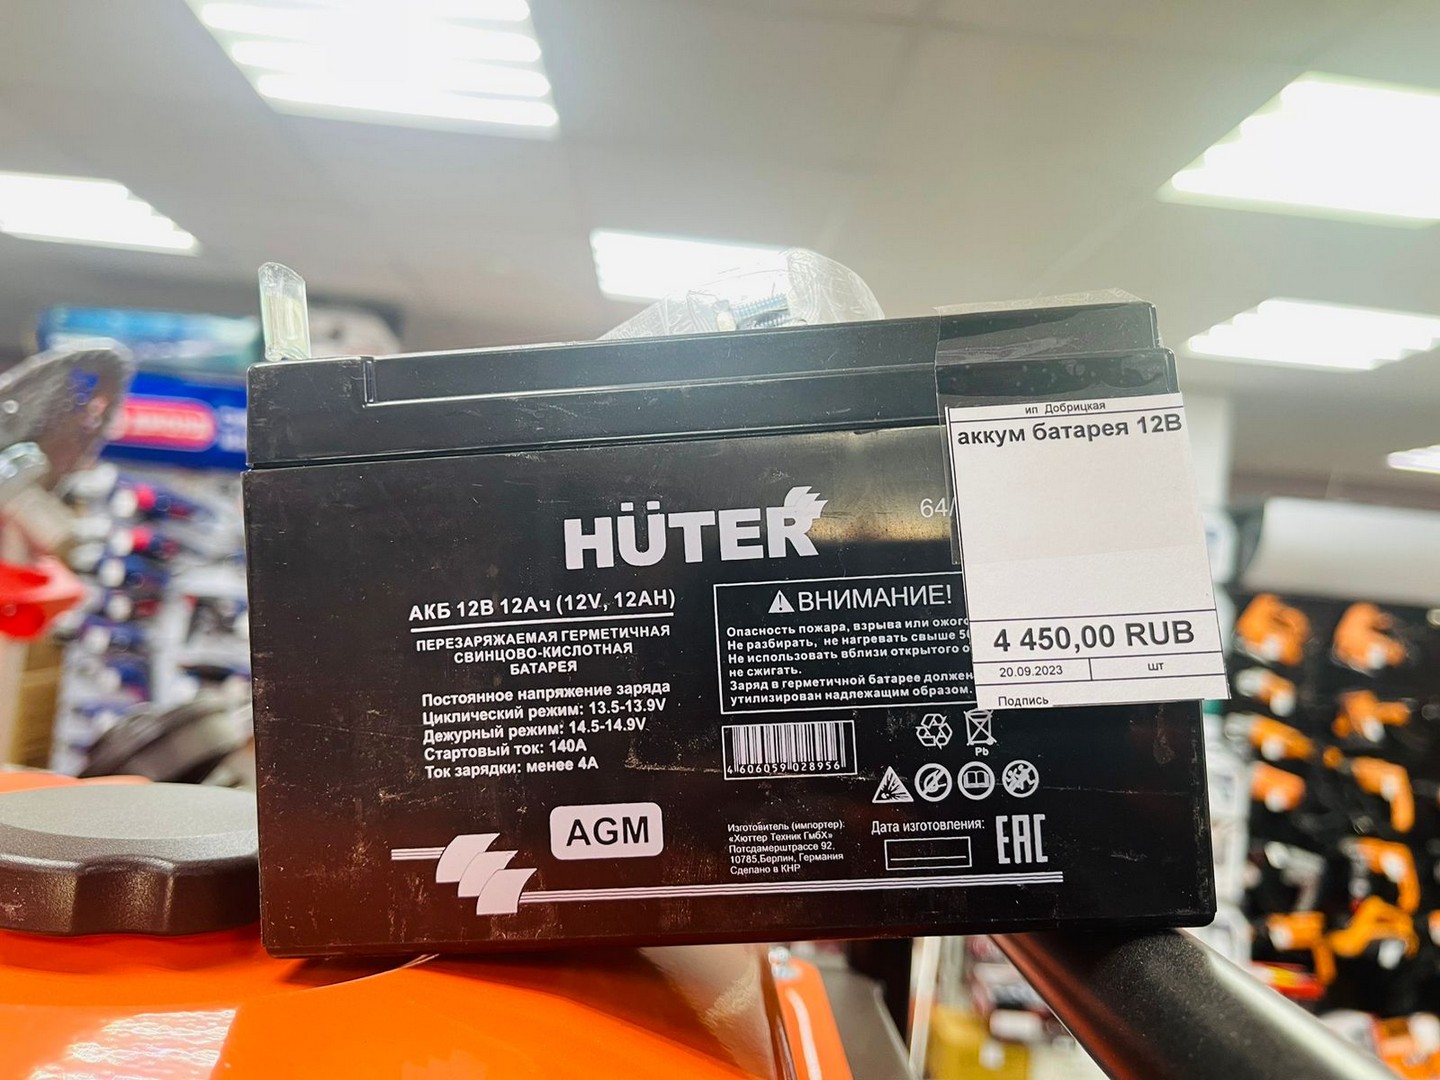 ип Добрицкая
аккум батарея 12В
4 450,00 RUB
20.09.2023 шт
Подпись
HÜTER
64/
АКБ 12В 12Ач (12V, 12AH)
ПЕРЕЗАРЯЖАЕМАЯ ГЕРМЕТИЧНАЯ
СВИНЦОВО-КИСЛОТНАЯ
БАТАРЕЯ
Постоянное напряжение заряда
Циклический режим: 13.5-13.9V
Дежурный режим: 14.5-14.9V
Стартовый ток: 140А
Ток зарядки: менее 4А
AGM
ВНИМАНИЕ!
Опасность пожара, взрыва или ожог
Не разбирать, не нагревать свыше 5
Не использовать вблизи открытого о
не сжигать.
Заряд в герметичной батарее должен
утилизирован надлежащим образом.
4 606059 028956
Pb
Изготовитель (импортер):
«Хюттер Техник ГмбХ»
Потсдамерштрассе 92,
10785,Берлин, Германия
Сделано в КНР
Дата изготовления:
EAC